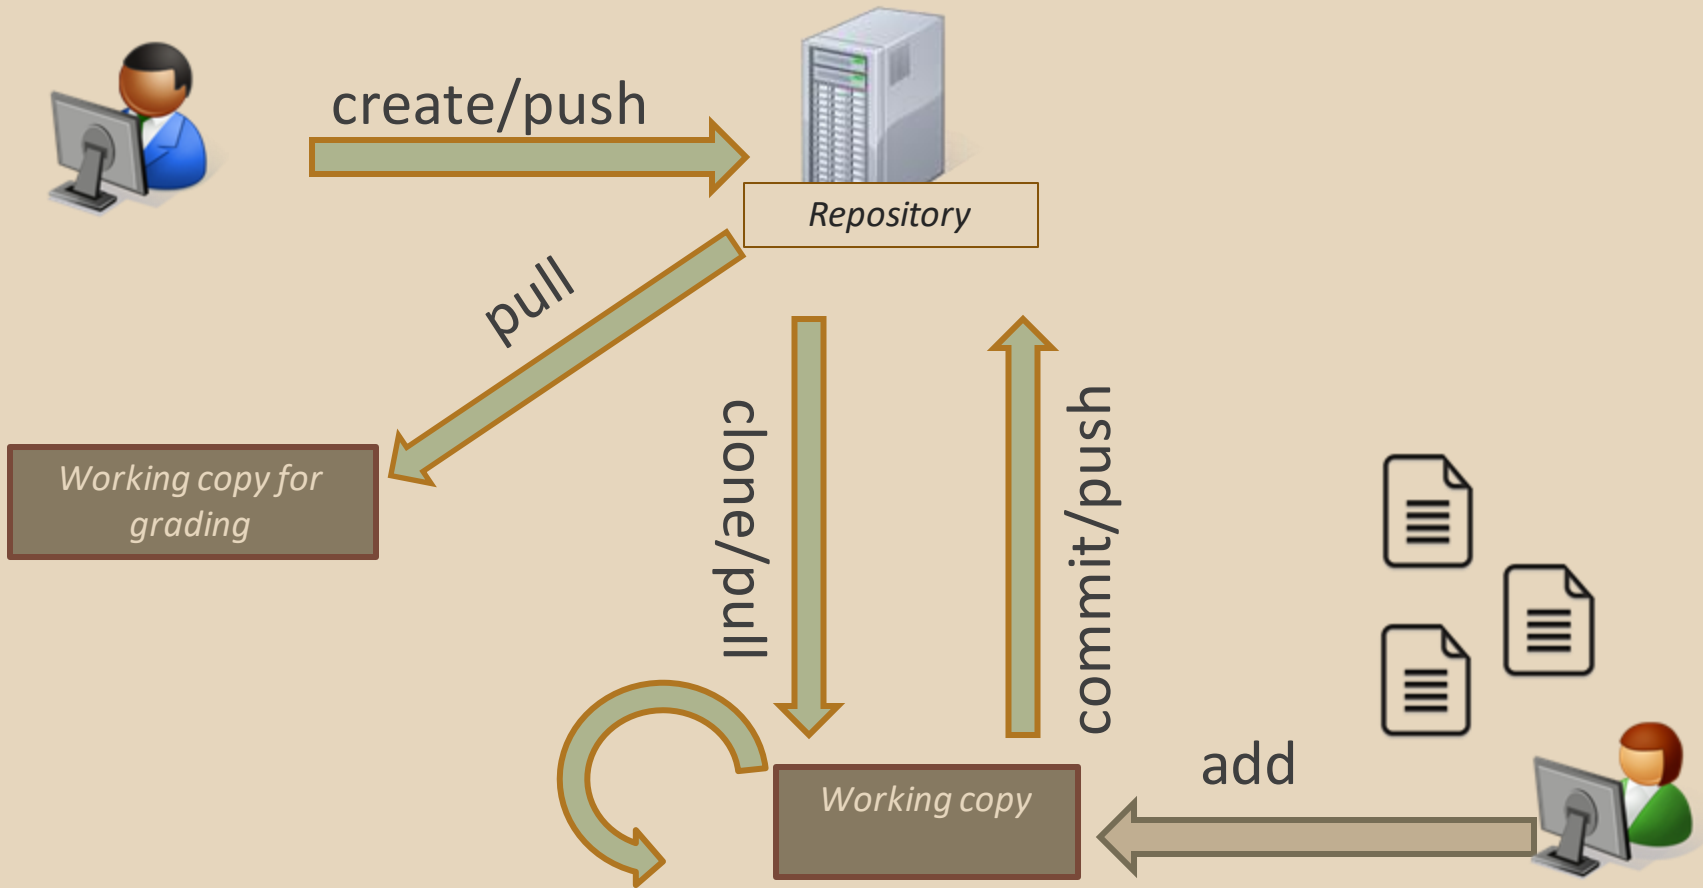 create/push
Repository
pull
clone/pull
commit/push
Working copy for
grading
add
Working copy